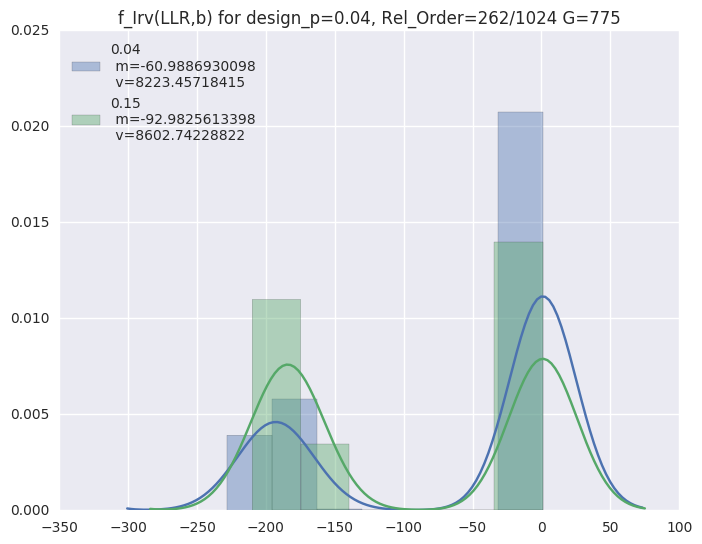 f_Irv(LLR,b) for design_p=0.04, Rel_Order=262/1024 G=775
0.025
0.04
m=-60.9886930098
v=8223.45718415
0.15
m=-92.9825613398
v=8602.74228822
0.020
0.015
0.010
0.005
0.000
−350 −300 −250 −200 −150 −100 −50 0 50 100